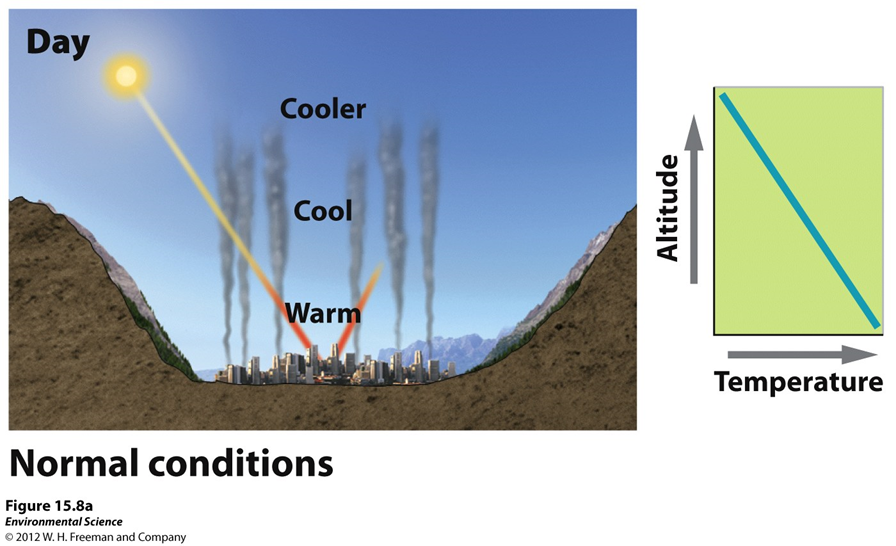 Day
Cooler
Cool
Warm
Altitude
Temperature
Normal conditions
Figure 15.8a
Environmental Science
© 2012 W. H. Freeman and Company